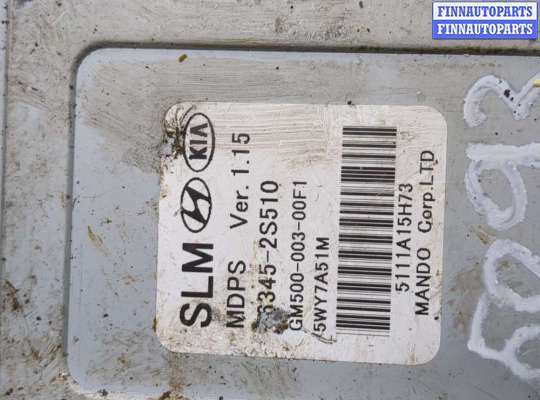 FINNAUTOPARTS
FINNAUTOPARTS
SLM KIA
MDPS Ver. 1.15
3345-2S510
GM500-003-00F1
5WY7A51M
5111A15H73
MANDO Corp.LTD